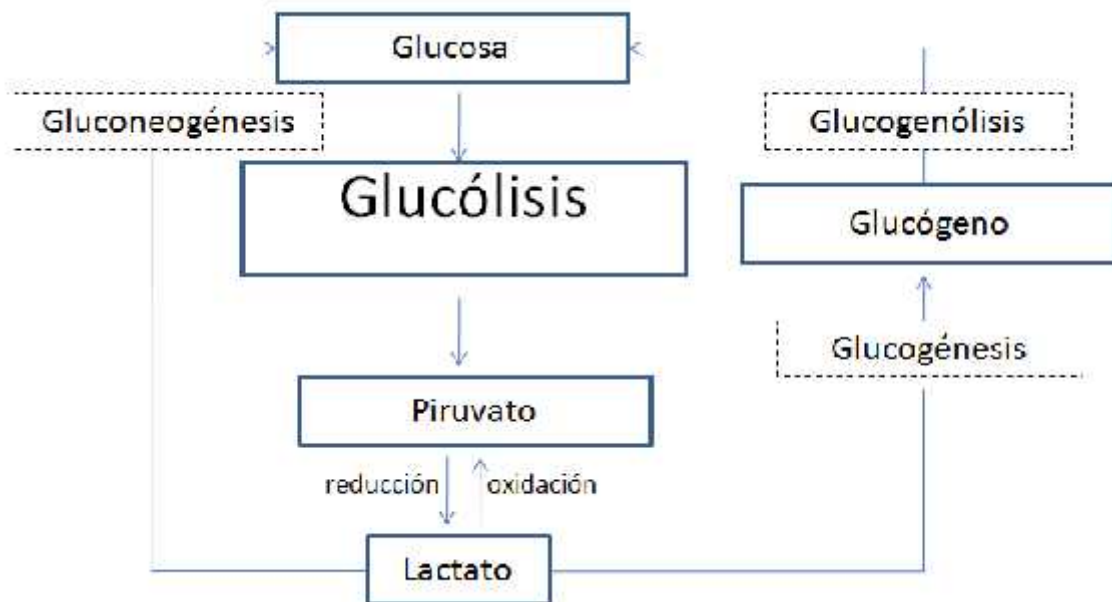 Glucosa
Gluconeogénesis
Glucogenólisis
Glucólisis
Glucógeno
Glucogénesis
Piruvato
reducción
oxidación
Lactato